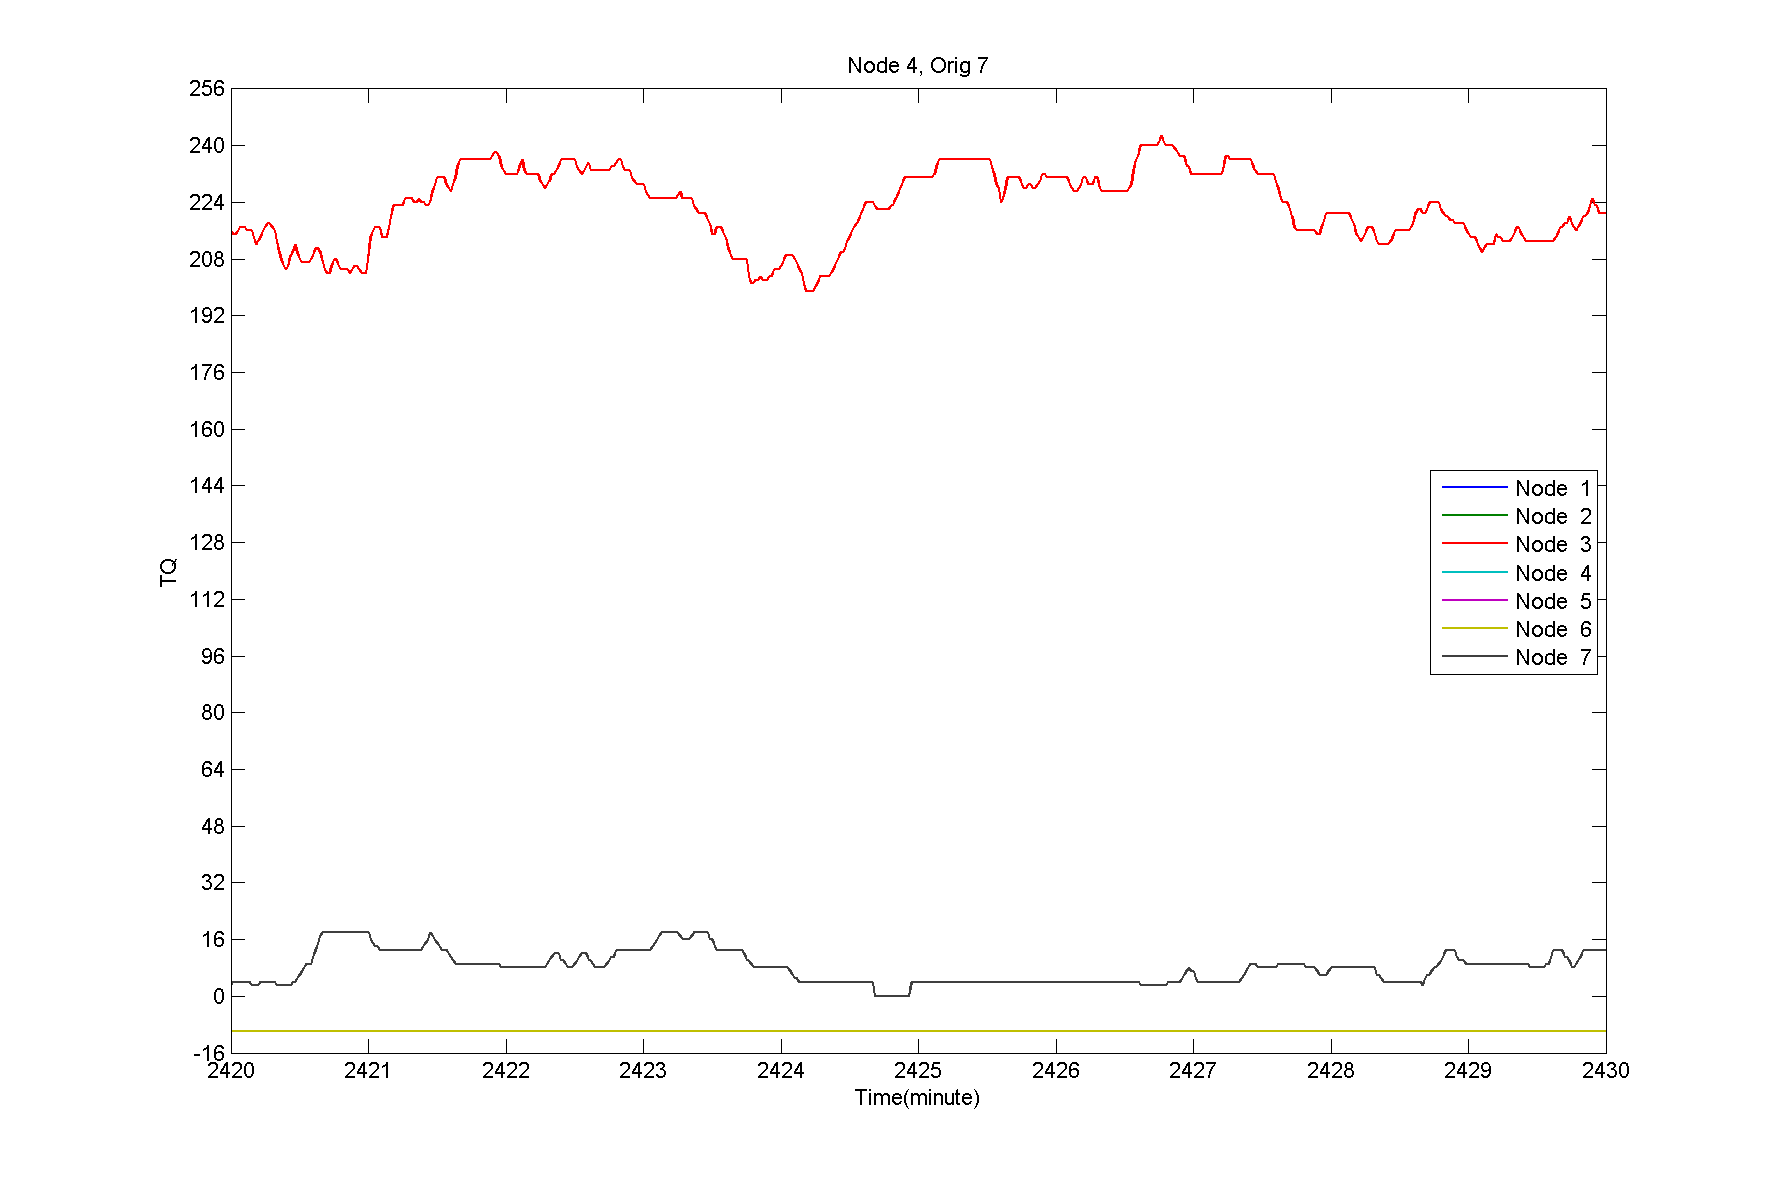 Node 4, Orig 7
256
240
224
208
192
176
160
144
128
112
96
80
64
48
32
16
0
-16
TQ
Node 1
Node 2
Node 3
Node 4
Node 5
Node 6
Node 7
2420 2421 2422 2423 2424 2425 2426 2427 2428 2429 2430
Time(minute)